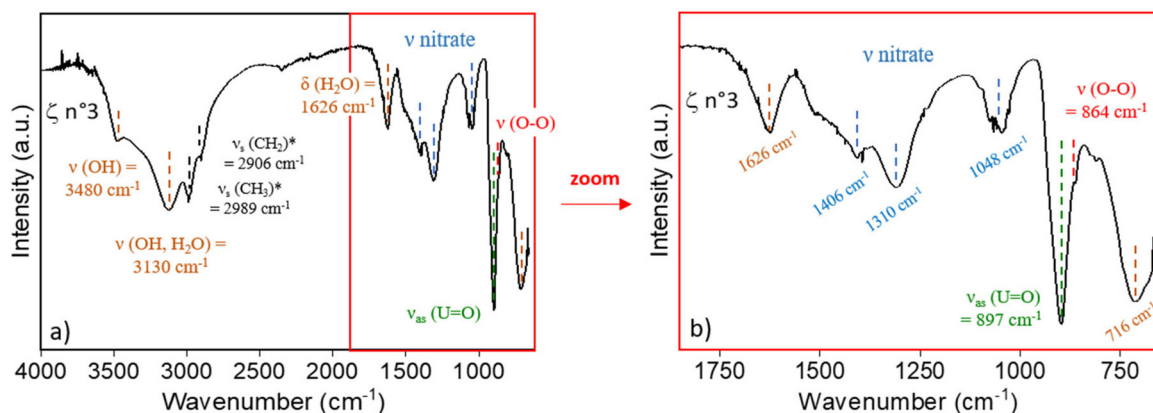 a)
ζ n°3
ν (OH) =
3480 cm⁻¹
ν (OH, H₂O) =
3130 cm⁻¹
νₛ (CH₂)*
= 2906 cm⁻¹
νₛ (CH₃)*
= 2989 cm⁻¹
δ (H₂O) =
1626 cm⁻¹
ν nitrate
ν (O-O)
νₐₛ (U=O)
Intensity (a.u.)
4000 3500 3000 2500 2000 1500 1000
Wavenumber (cm⁻¹)
zoom
b)
ζ n°3
ν nitrate
ν (O-O)
= 864 cm⁻¹
1626 cm⁻¹
1406 cm⁻¹
1310 cm⁻¹
1048 cm⁻¹
νₐₛ (U=O)
= 897 cm⁻¹
716 cm⁻¹
Intensity (a.u.)
1750 1500 1250 1000 750
Wavenumber (cm⁻¹)